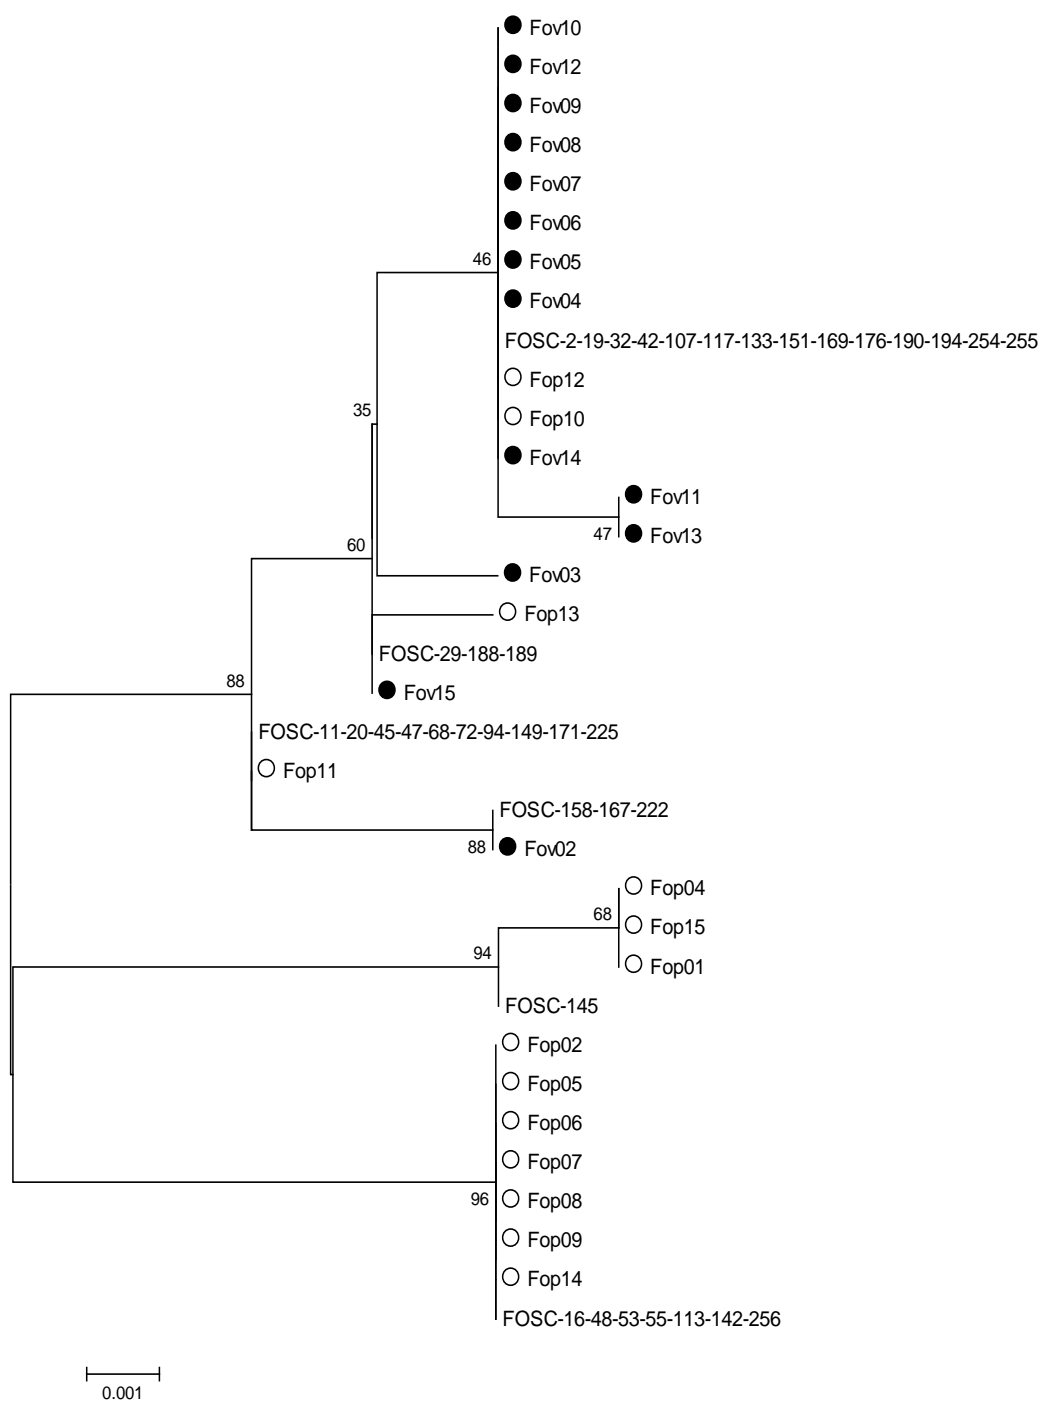 Fov10
Fov12
Fov09
Fov08
Fov07
Fov06
46
Fov05
Fov04
FOSC-2-19-32-42-107-117-133-151-169-176-190-194-254-255
Fop12
35
Fop10
Fov14
Fov11
47
Fov13
60
Fov03
Fop13
FOSC-29-188-189
88
Fov15
FOSC-11-20-45-47-68-72-94-149-171-225
Fop11
FOSC-158-167-222
88
Fov02
Fop04
68
Fop15
94
Fop01
FOSC-145
Fop02
Fop05
Fop06
Fop07
96
Fop08
Fop09
Fop14
FOSC-16-48-53-55-113-142-256
0.001